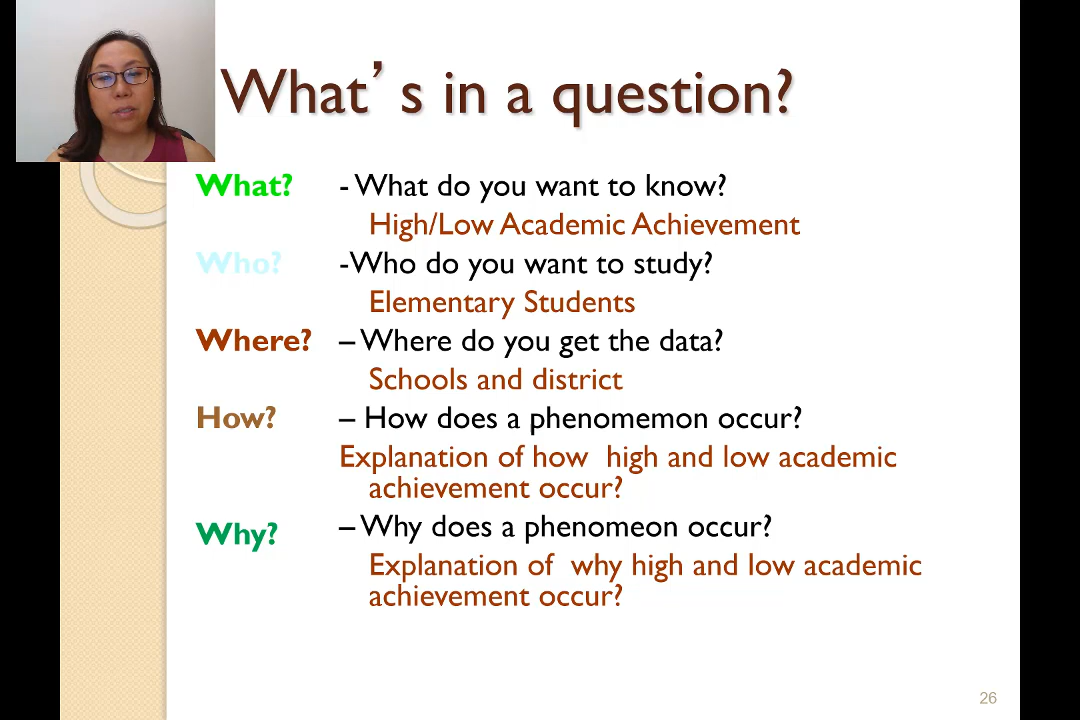 What's in a question?
What? - What do you want to know?
High/Low Academic Achievement
Who? -Who do you want to study?
Elementary Students
Where? – Where do you get the data?
Schools and district
How? – How does a phenomemon occur?
Explanation of how high and low academic
achievement occur?
Why? – Why does a phenomeon occur?
Explanation of why high and low academic
achievement occur?
26